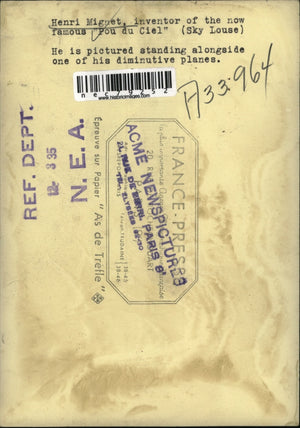 Henri Mignet, inventor of the now
famous "Pou du Ciel" (Sky Louse)
He is pictured standing alongside
one of his diminutive planes.
www.historicimages.com
A33-964
REF. DEPT.
12- 3 35
N. E. A.
Epreuve sur Papier "As de Trèfle"
FRANCE-PRESSE
ACME NEWSPICTURES
PARIS 8e